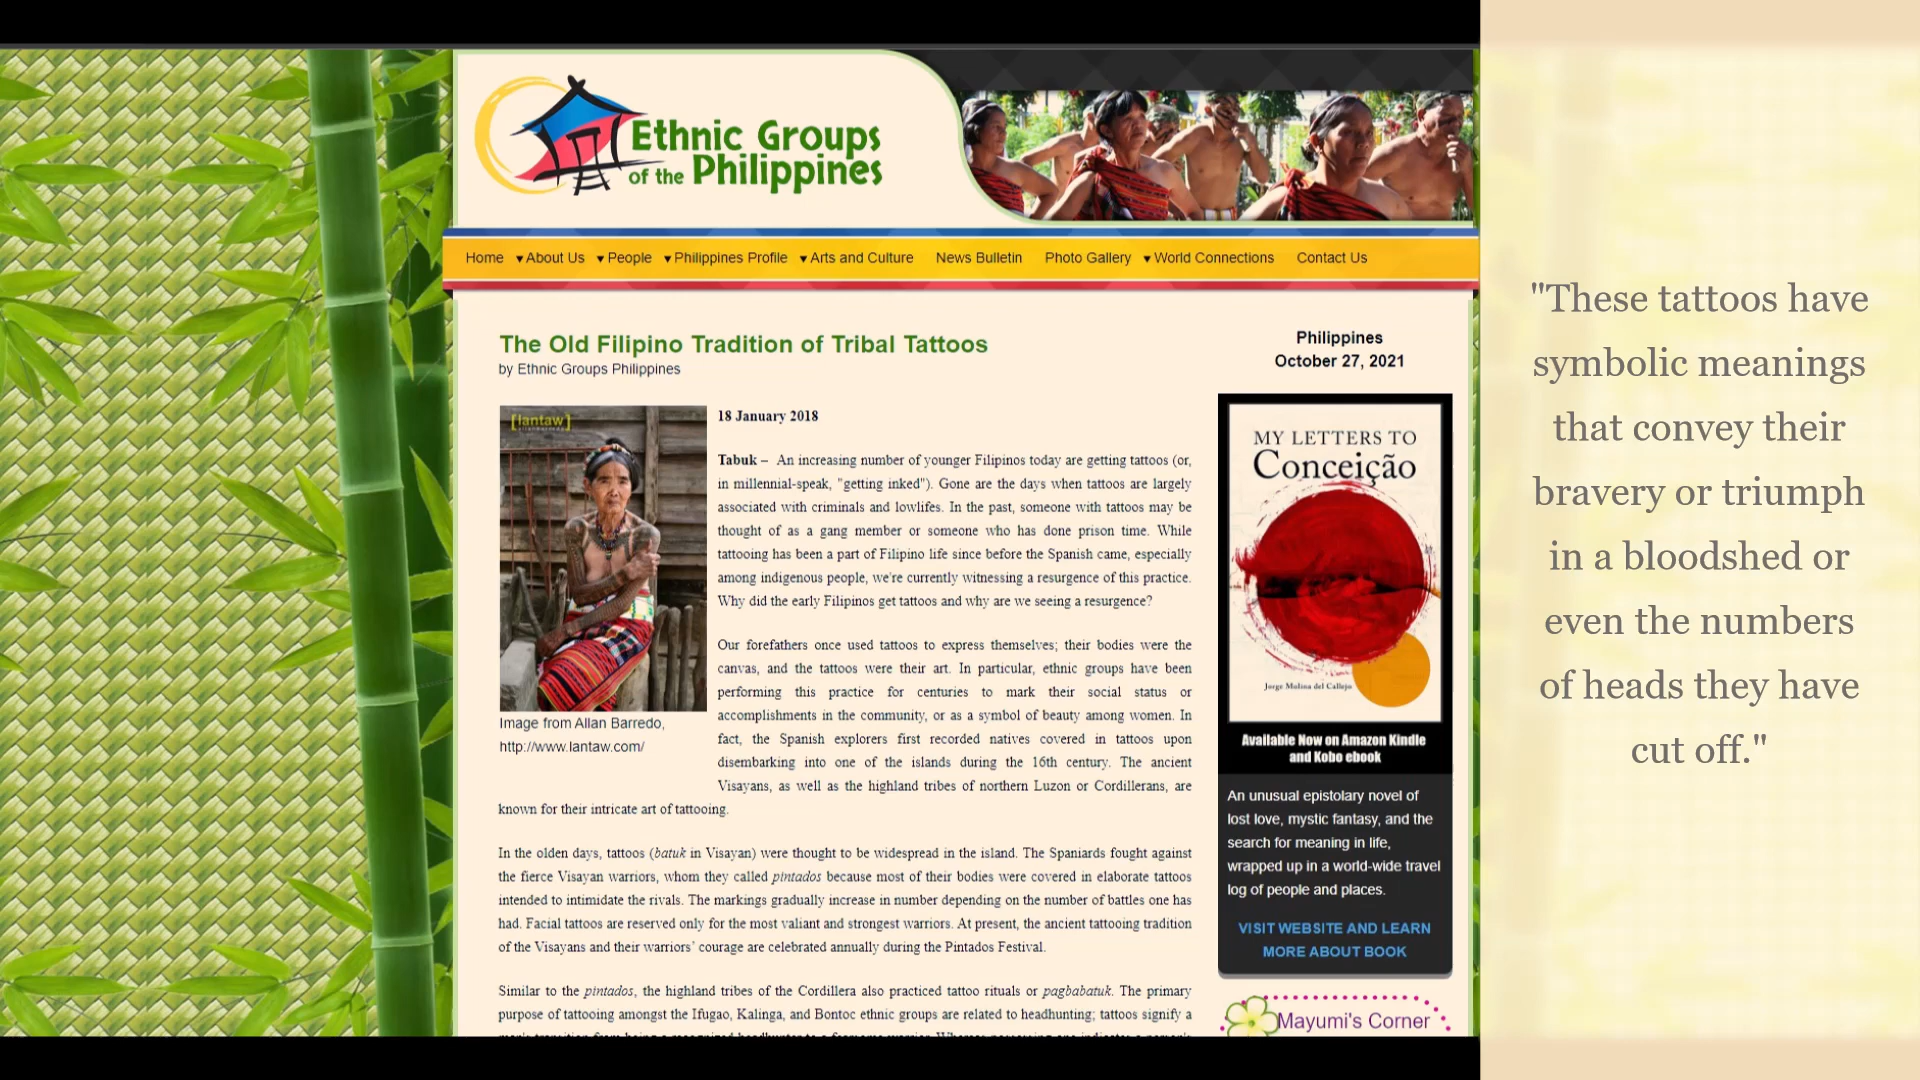 Ethnic Groups
of the Philippines
Home ▾ About Us ▾ People ▾ Philippines Profile ▾ Arts and Culture News Bulletin Photo Gallery ▾ World Connections Contact Us
The Old Filipino Tradition of Tribal Tattoos
by Ethnic Groups Philippines
[lantaw]
Image from Allan Barredo,
http://www.lantaw.com/
18 January 2018
Tabuk – An increasing number of younger Filipinos today are getting tattoos (or,
in millennial-speak, "getting inked"). Gone are the days when tattoos are largely
associated with criminals and lowlifes. In the past, someone with tattoos may be
thought of as a gang member or someone who has done prison time. While
tattooing has been a part of Filipino life since before the Spanish came, especially
among indigenous people, we're currently witnessing a resurgence of this practice.
Why did the early Filipinos get tattoos and why are we seeing a resurgence?
Our forefathers once used tattoos to express themselves; their bodies were the
canvas, and the tattoos were their art. In particular, ethnic groups have been
performing this practice for centuries to mark their social status or
accomplishments in the community, or as a symbol of beauty among women. In
fact, the Spanish explorers first recorded natives covered in tattoos upon
disembarking into one of the islands during the 16th century. The ancient
Visayans, as well as the highland tribes of northern Luzon or Cordillerans, are
known for their intricate art of tattooing.
In the olden days, tattoos (batuk in Visayan) were thought to be widespread in the island. The Spaniards fought against
the fierce Visayan warriors, whom they called pintados because most of their bodies were covered in elaborate tattoos
intended to intimidate the rivals. The markings gradually increase in number depending on the number of battles one has
had. Facial tattoos are reserved only for the most valiant and strongest warriors. At present, the ancient tattooing tradition
of the Visayans and their warriors' courage are celebrated annually during the Pintados Festival.
Similar to the pintados, the highland tribes of the Cordillera also practiced tattoo rituals or pagbabatuk. The primary
purpose of tattooing amongst the Ifugao, Kalinga, and Bontoc ethnic groups are related to headhunting; tattoos signify a
Philippines
October 27, 2021
MY LETTERS TO
Conceição
Jorge Molina del Callejo
Available Now on Amazon Kindle
and Kobo ebook
An unusual epistolary novel of
lost love, mystic fantasy, and the
search for meaning in life,
wrapped up in a world-wide travel
log of people and places.
VISIT WEBSITE AND LEARN
MORE ABOUT BOOK
Mayumi's Corner
"These tattoos have
symbolic meanings
that convey their
bravery or triumph
in a bloodshed or
even the numbers
of heads they have
cut off."